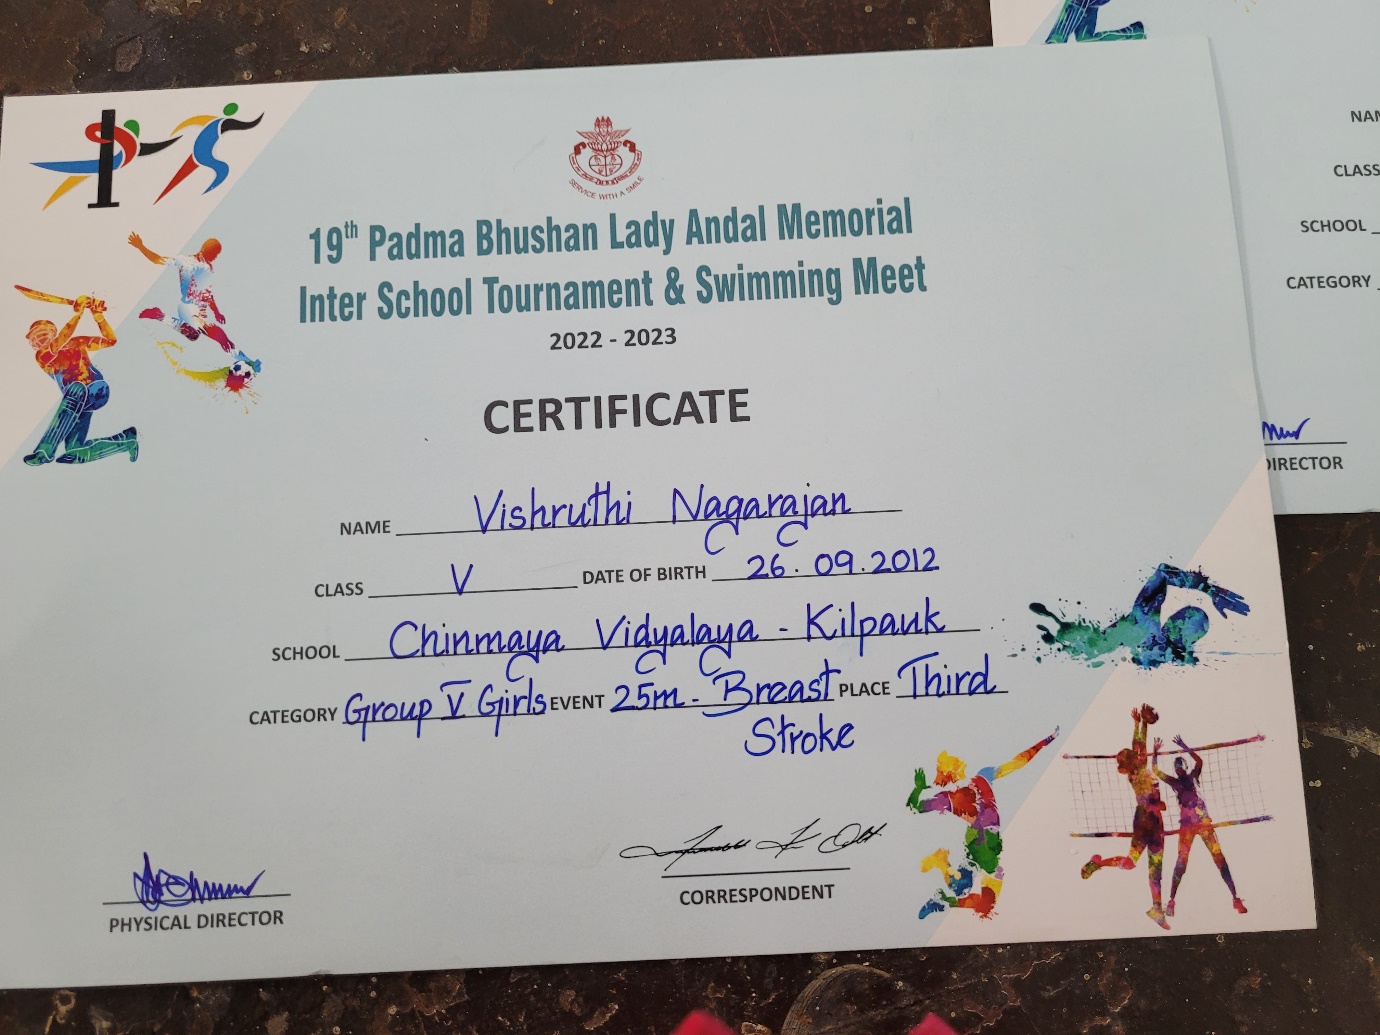 SERVICE WITH A SMILE
19th Padma Bhushan Lady Andal Memorial
Inter School Tournament & Swimming Meet
2022 - 2023
CERTIFICATE
NAME Vishruthi Nagarajan
CLASS V DATE OF BIRTH 26.09.2012
SCHOOL Chinmaya Vidyalaya - Kilpauk
CATEGORY Group V Girls EVENT 25m - Breast PLACE Third
Stroke
PHYSICAL DIRECTOR
CORRESPONDENT
CLASS
SCHOOL
CATEGORY